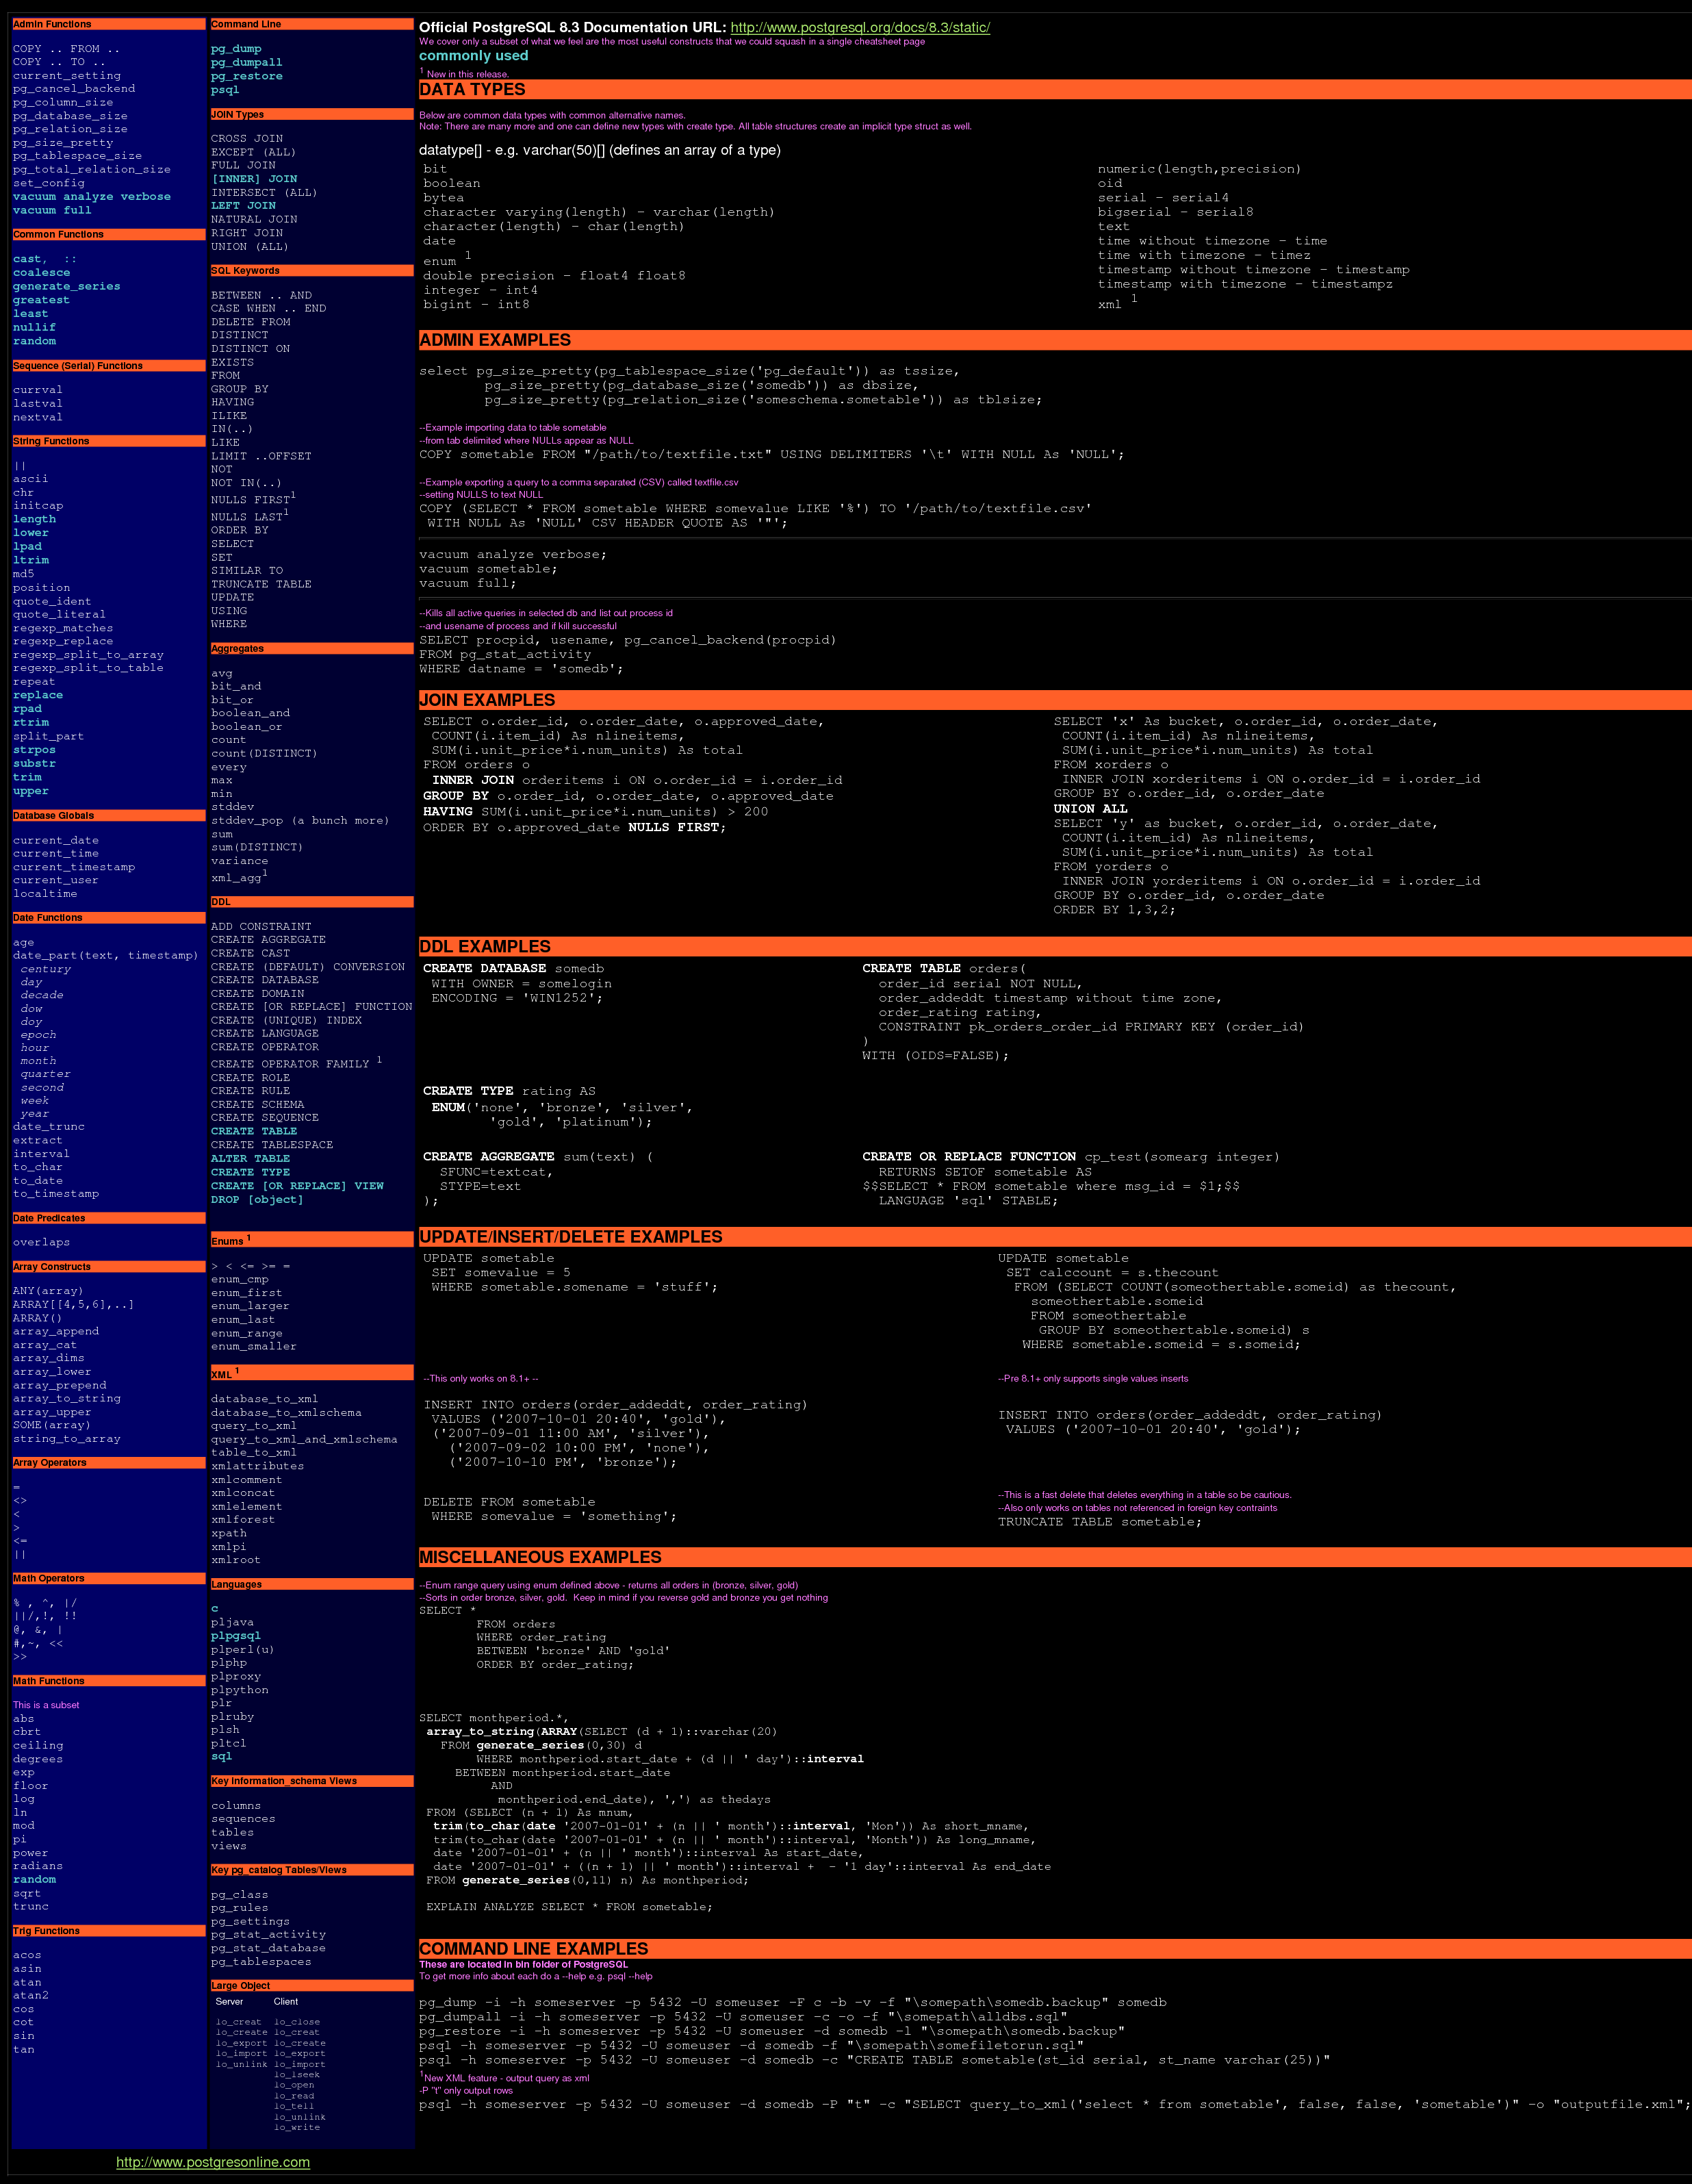 Admin Functions
COPY .. FROM ..
COPY .. TO ..
current_setting
pg_cancel_backend
pg_column_size
pg_database_size
pg_relation_size
pg_size_pretty
pg_tablespace_size
pg_total_relation_size
set_config
vacuum analyze verbose
vacuum full
Common Functions
cast, ::
coalesce
generate_series
greatest
least
nullif
random
Sequence (Serial) Functions
currval
lastval
nextval
String Functions
||
ascii
chr
initcap
length
lower
lpad
ltrim
md5
position
quote_ident
quote_literal
regexp_matches
regexp_replace
regexp_split_to_array
regexp_split_to_table
repeat
replace
rpad
rtrim
split_part
strpos
substr
trim
upper
Database Globals
current_date
current_time
current_timestamp
current_user
localtime
Date Functions
age
date_part(text, timestamp)
century
day
decade
dow
doy
epoch
hour
month
quarter
second
week
year
date_trunc
extract
interval
to_char
to_date
to_timestamp
Date Predicates
overlaps
Array Constructs
ANY(array)
ARRAY[[4,5,6],..]
ARRAY()
array_append
array_cat
array_dims
array_lower
array_prepend
array_to_string
array_upper
SOME(array)
string_to_array
Array Operators
=
<>
<
>
<=
||
Math Operators
% , ^, |/
||/,!, !!
@, &, |
#,~, <<
>>
Math Functions
This is a subset
abs
cbrt
ceiling
degrees
exp
floor
log
ln
mod
pi
power
radians
random
sqrt
trunc
Trig Functions
acos
asin
atan
atan2
cos
cot
sin
tan
Command Line
pg_dump
pg_dumpall
pg_restore
psql
JOIN Types
CROSS JOIN
EXCEPT (ALL)
FULL JOIN
[INNER] JOIN
INTERSECT (ALL)
LEFT JOIN
NATURAL JOIN
RIGHT JOIN
UNION (ALL)
SQL Keywords
BETWEEN .. AND
CASE WHEN .. END
DELETE FROM
DISTINCT
DISTINCT ON
EXISTS
FROM
GROUP BY
HAVING
ILIKE
IN(..)
LIKE
LIMIT ..OFFSET
NOT
NOT IN(..)
NULLS FIRST1
NULLS LAST1
ORDER BY
SELECT
SET
SIMILAR TO
TRUNCATE TABLE
UPDATE
USING
WHERE
Aggregates
avg
bit_and
bit_or
boolean_and
boolean_or
count
count(DISTINCT)
every
max
min
stddev
stddev_pop (a bunch more)
sum
sum(DISTINCT)
variance
xml_agg1
DDL
ADD CONSTRAINT
CREATE AGGREGATE
CREATE CAST
CREATE (DEFAULT) CONVERSION
CREATE DATABASE
CREATE DOMAIN
CREATE [OR REPLACE] FUNCTION
CREATE (UNIQUE) INDEX
CREATE LANGUAGE
CREATE OPERATOR
CREATE OPERATOR FAMILY 1
CREATE ROLE
CREATE RULE
CREATE SCHEMA
CREATE SEQUENCE
CREATE TABLE
CREATE TABLESPACE
ALTER TABLE
CREATE TYPE
CREATE [OR REPLACE] VIEW
DROP [object]
Enums 1
> < <= >= =
enum_cmp
enum_first
enum_larger
enum_last
enum_range
enum_smaller
XML 1
database_to_xml
database_to_xmlschema
query_to_xml
query_to_xml_and_xmlschema
table_to_xml
xmlattributes
xmlcomment
xmlconcat
xmlelement
xmlforest
xpath
xmlpi
xmlroot
Languages
c
pljava
plpgsql
plperl(u)
plphp
plproxy
plpython
plr
plruby
plsh
pltcl
sql
Key information_schema Views
columns
sequences
tables
views
Key pg_catalog Tables/Views
pg_class
pg_rules
pg_settings
pg_stat_activity
pg_stat_database
pg_tablespaces
Large Object
Server Client
lo_creat lo_close
lo_create lo_creat
lo_export lo_create
lo_import lo_export
lo_unlink lo_import
lo_lseek
lo_open
lo_read
lo_tell
lo_unlink
lo_write
Official PostgreSQL 8.3 Documentation URL: http://www.postgresql.org/docs/8.3/static/
We cover only a subset of what we feel are the most useful constructs that we could squash in a single cheatsheet page
commonly used
1 New in this release.
DATA TYPES
Below are common data types with common alternative names.
Note: There are many more and one can define new types with create type. All table structures create an implicit type struct as well.
datatype[] - e.g. varchar(50)[] (defines an array of a type)
bit
boolean
bytea
character varying(length) - varchar(length)
character(length) - char(length)
date
enum 1
double precision - float4 float8
integer - int4
bigint - int8
numeric(length,precision)
oid
serial - serial4
bigserial - serial8
text
time without timezone - time
time with timezone - timez
timestamp without timezone - timestamp
timestamp with timezone - timestampz
xml 1
ADMIN EXAMPLES
select pg_size_pretty(pg_tablespace_size('pg_default')) as tssize,
pg_size_pretty(pg_database_size('somedb')) as dbsize,
pg_size_pretty(pg_relation_size('someschema.sometable')) as tblsize;
--Example importing data to table sometable
--from tab delimited where NULLs appear as NULL
COPY sometable FROM "/path/to/textfile.txt" USING DELIMITERS '\t' WITH NULL As 'NULL';
--Example exporting a query to a comma separated (CSV) called textfile.csv
--setting NULLS to text NULL
COPY (SELECT * FROM sometable WHERE somevalue LIKE '%') TO '/path/to/textfile.csv'
WITH NULL As 'NULL' CSV HEADER QUOTE AS '"';
vacuum analyze verbose;
vacuum sometable;
vacuum full;
--Kills all active queries in selected db and list out process id
--and usename of process and if kill successful
SELECT procpid, usename, pg_cancel_backend(procpid)
FROM pg_stat_activity
WHERE datname = 'somedb';
JOIN EXAMPLES
SELECT o.order_id, o.order_date, o.approved_date,
COUNT(i.item_id) As nlineitems,
SUM(i.unit_price*i.num_units) As total
FROM orders o
INNER JOIN orderitems i ON o.order_id = i.order_id
GROUP BY o.order_id, o.order_date, o.approved_date
HAVING SUM(i.unit_price*i.num_units) > 200
ORDER BY o.approved_date NULLS FIRST;
SELECT 'x' As bucket, o.order_id, o.order_date,
COUNT(i.item_id) As nlineitems,
SUM(i.unit_price*i.num_units) As total
FROM xorders o
INNER JOIN xorderitems i ON o.order_id = i.order_id
GROUP BY o.order_id, o.order_date
UNION ALL
SELECT 'y' as bucket, o.order_id, o.order_date,
COUNT(i.item_id) As nlineitems,
SUM(i.unit_price*i.num_units) As total
FROM yorders o
INNER JOIN yorderitems i ON o.order_id = i.order_id
GROUP BY o.order_id, o.order_date
ORDER BY 1,3,2;
DDL EXAMPLES
CREATE DATABASE somedb
WITH OWNER = somelogin
ENCODING = 'WIN1252';
CREATE TABLE orders(
order_id serial NOT NULL,
order_addeddt timestamp without time zone,
order_rating rating,
CONSTRAINT pk_orders_order_id PRIMARY KEY (order_id)
)
WITH (OIDS=FALSE);
CREATE TYPE rating AS
ENUM('none', 'bronze', 'silver',
'gold', 'platinum');
CREATE AGGREGATE sum(text) (
SFUNC=textcat,
STYPE=text
);
CREATE OR REPLACE FUNCTION cp_test(somearg integer)
RETURNS SETOF sometable AS
$$SELECT * FROM sometable where msg_id = $1;$$
LANGUAGE 'sql' STABLE;
UPDATE/INSERT/DELETE EXAMPLES
UPDATE sometable
SET somevalue = 5
WHERE sometable.somename = 'stuff';
UPDATE sometable
SET calccount = s.thecount
FROM (SELECT COUNT(someothertable.someid) as thecount,
someothertable.someid
FROM someothertable
GROUP BY someothertable.someid) s
WHERE sometable.someid = s.someid;
--This only works on 8.1+ --
INSERT INTO orders(order_addeddt, order_rating)
VALUES ('2007-10-01 20:40', 'gold'),
('2007-09-01 11:00 AM', 'silver'),
('2007-09-02 10:00 PM', 'none'),
('2007-10-10 PM', 'bronze');
--Pre 8.1+ only supports single values inserts
INSERT INTO orders(order_addeddt, order_rating)
VALUES ('2007-10-01 20:40', 'gold');
DELETE FROM sometable
WHERE somevalue = 'something';
--This is a fast delete that deletes everything in a table so be cautious.
--Also only works on tables not referenced in foreign key contraints
TRUNCATE TABLE sometable;
MISCELLANEOUS EXAMPLES
--Enum range query using enum defined above - returns all orders in (bronze, silver, gold)
--Sorts in order bronze, silver, gold. Keep in mind if you reverse gold and bronze you get nothing
SELECT *
FROM orders
WHERE order_rating
BETWEEN 'bronze' AND 'gold'
ORDER BY order_rating;
SELECT monthperiod.*,
array_to_string(ARRAY(SELECT (d + 1)::varchar(20)
FROM generate_series(0,30) d
WHERE monthperiod.start_date + (d || ' day')::interval
BETWEEN monthperiod.start_date
AND
monthperiod.end_date), ',') as thedays
FROM (SELECT (n + 1) As mnum,
trim(to_char(date '2007-01-01' + (n || ' month')::interval, 'Mon')) As short_mname,
trim(to_char(date '2007-01-01' + (n || ' month')::interval, 'Month')) As long_mname,
date '2007-01-01' + (n || ' month')::interval As start_date,
date '2007-01-01' + ((n + 1) || ' month')::interval + - '1 day'::interval As end_date
FROM generate_series(0,11) n) As monthperiod;
EXPLAIN ANALYZE SELECT * FROM sometable;
COMMAND LINE EXAMPLES
These are located in bin folder of PostgreSQL
To get more info about each do a --help e.g. psql --help
pg_dump -i -h someserver -p 5432 -U someuser -F c -b -v -f "\somepath\somedb.backup" somedb
pg_dumpall -i -h someserver -p 5432 -U someuser -c -o -f "\somepath\alldbs.sql"
pg_restore -i -h someserver -p 5432 -U someuser -d somedb -l "\somepath\somedb.backup"
psql -h someserver -p 5432 -U someuser -d somedb -f "\somepath\somefiletorun.sql"
psql -h someserver -p 5432 -U someuser -d somedb -c "CREATE TABLE sometable(st_id serial, st_name varchar(25))"
1New XML feature - output query as xml
-P "t" only output rows
psql -h someserver -p 5432 -U someuser -d somedb -P "t" -c "SELECT query_to_xml('select * from sometable', false, false, 'sometable')" -o "outputfile.xml";
http://www.postgresonline.com